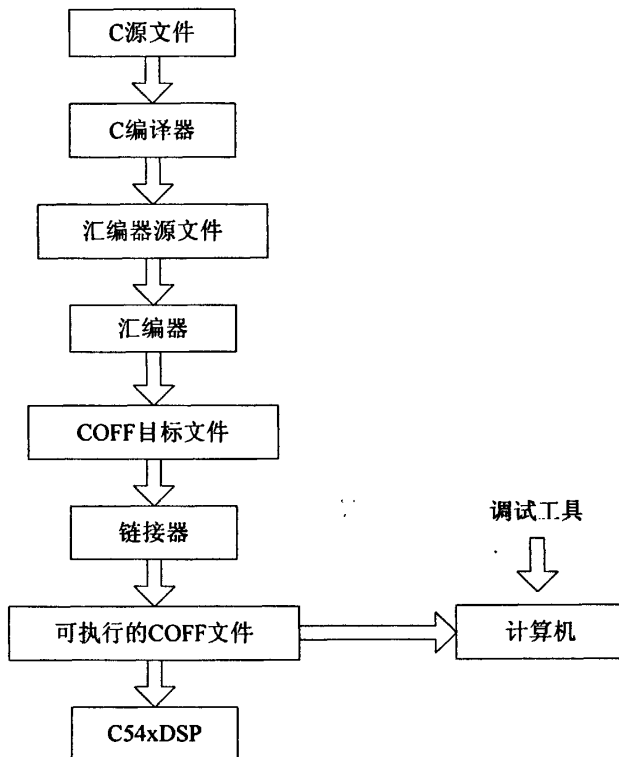 C源文件
C编译器
汇编器源文件
汇编器
COFF目标文件
链接器
调试工具
可执行的COFF文件
计算机
C54xDSP